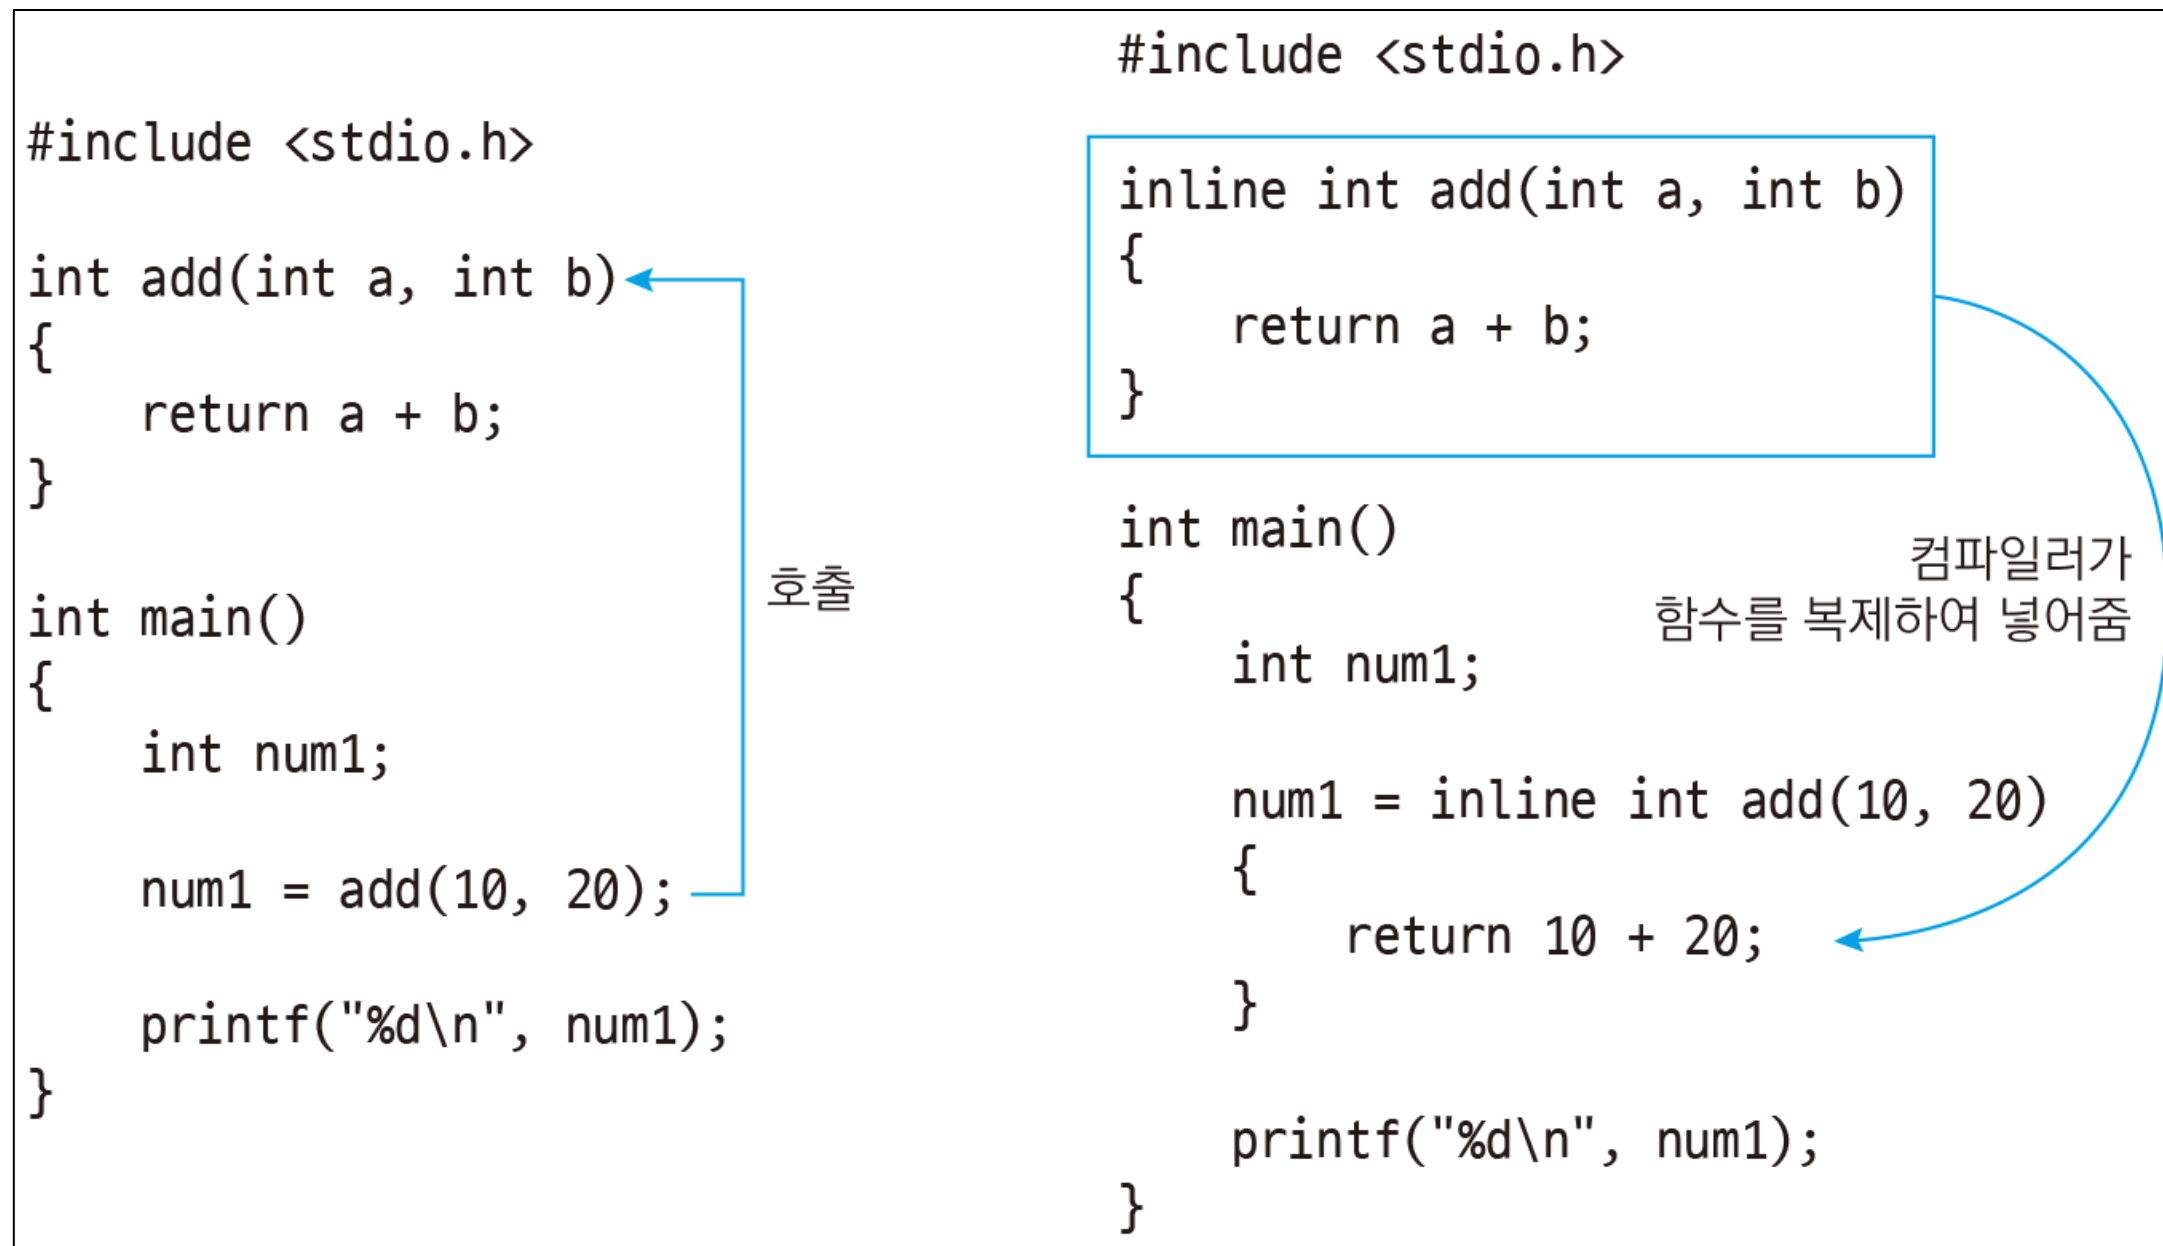 #include <stdio.h>
int add(int a, int b)
{
    return a + b;
}
int main()
{
    int num1;
    num1 = add(10, 20);
    printf("%d\n", num1);
}
호출
#include <stdio.h>
inline int add(int a, int b)
{
    return a + b;
}
int main()
{
    int num1;
    num1 = inline int add(10, 20)
    {
        return 10 + 20;
    }
    printf("%d\n", num1);
}
컴파일러가
함수를 복제하여 넣어줌